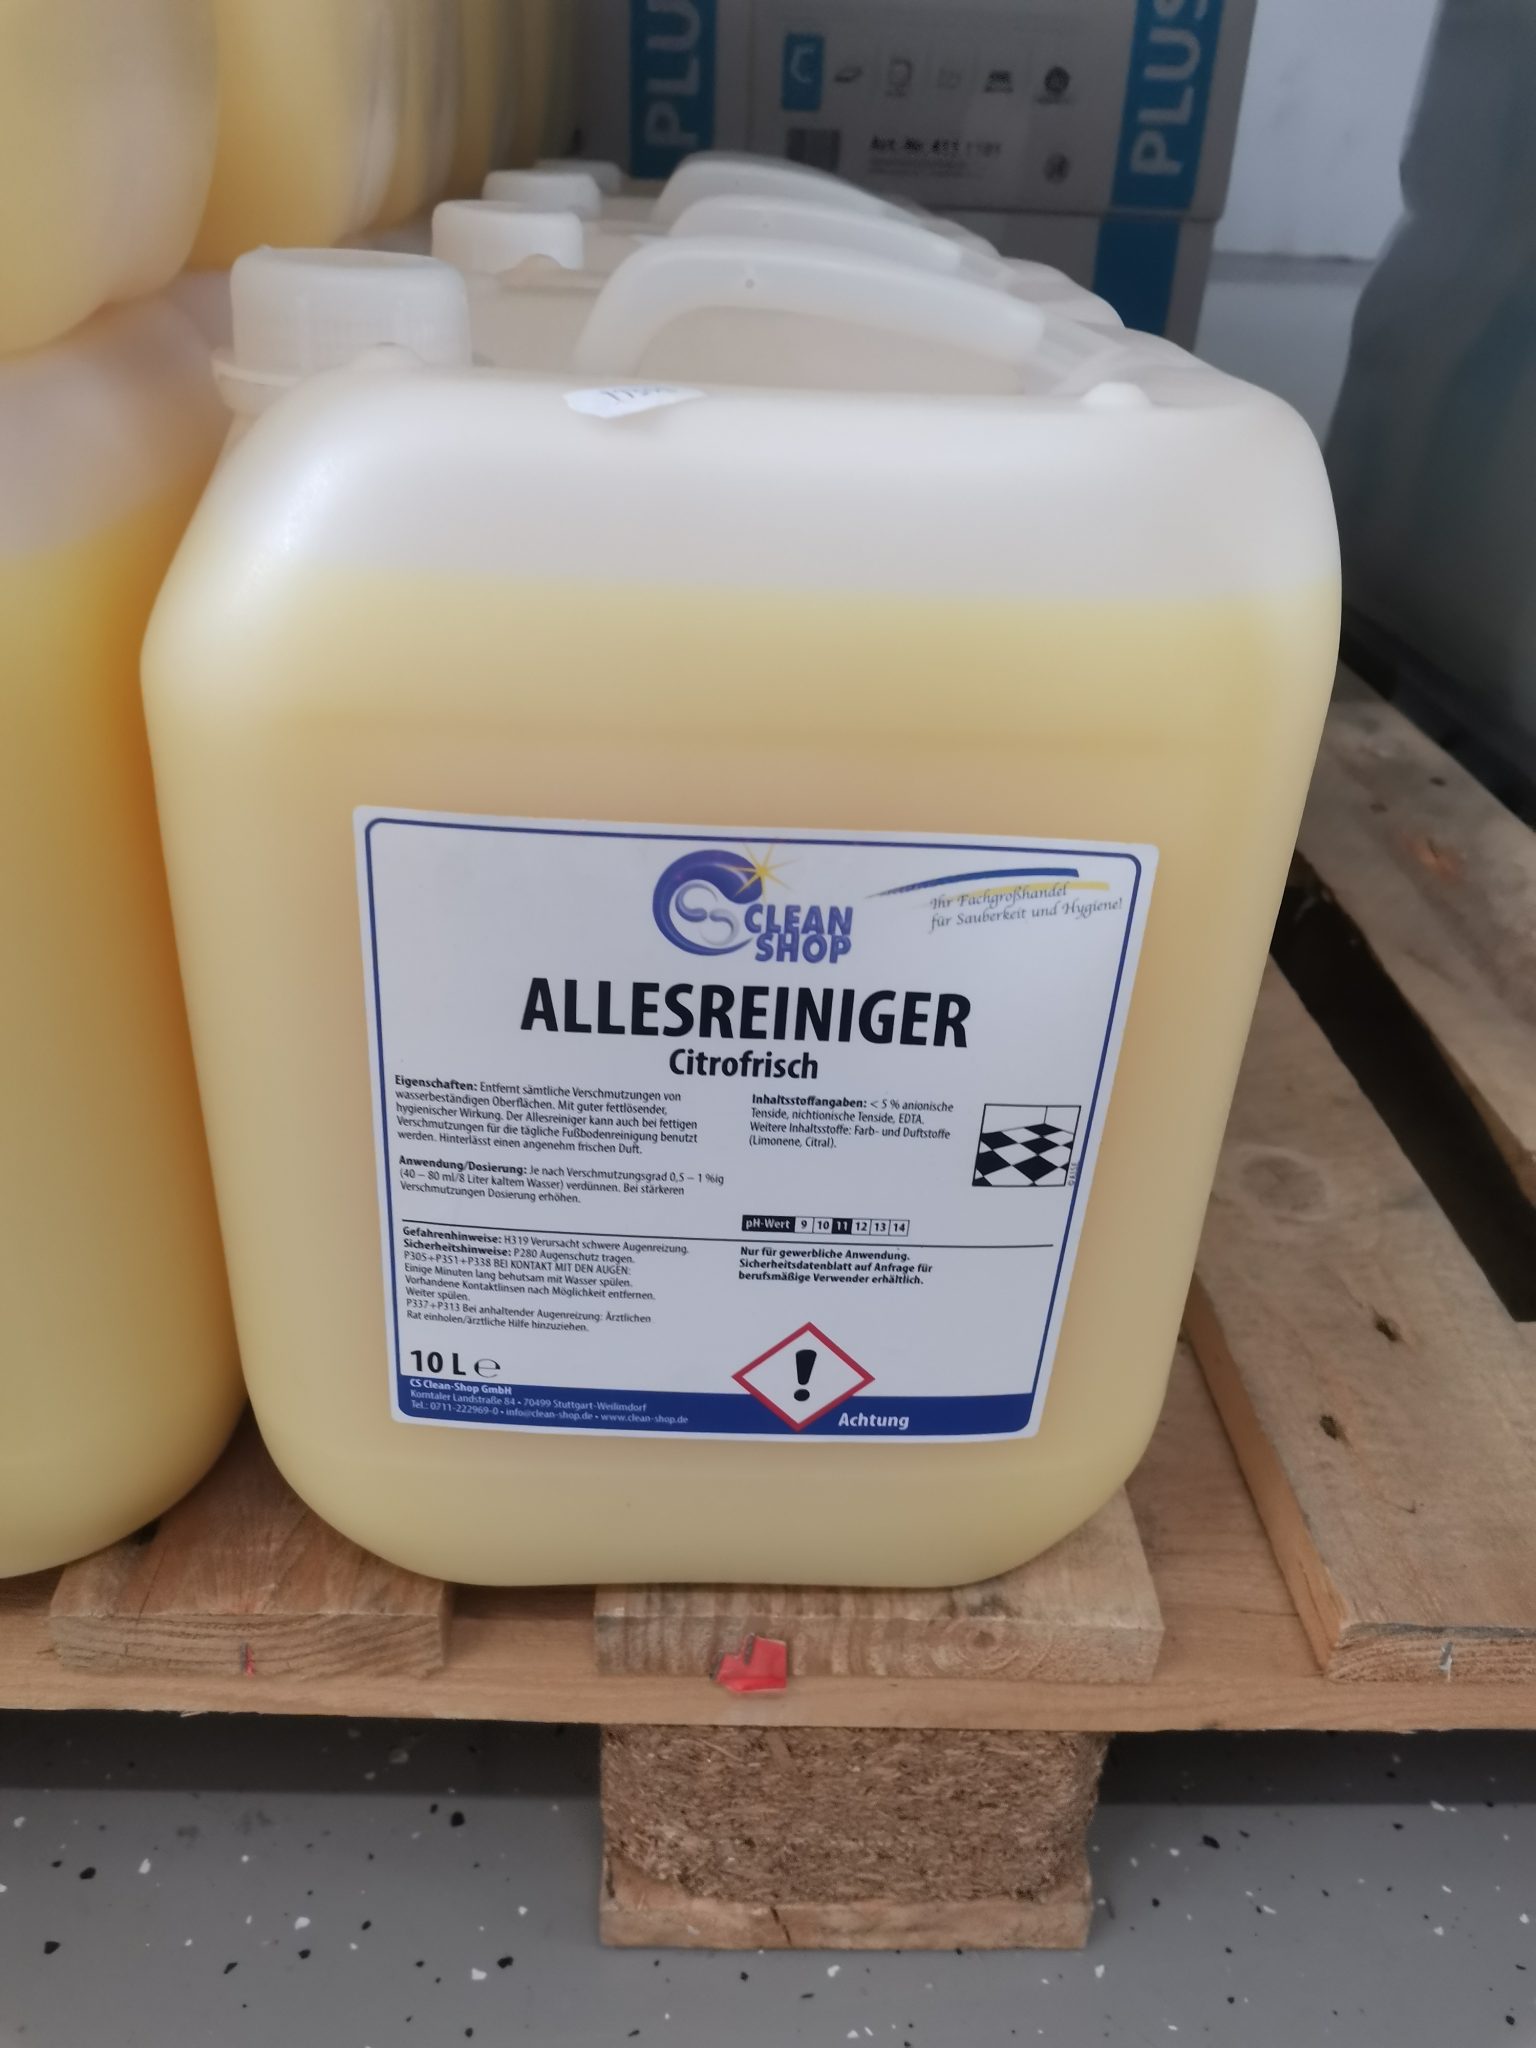 PLUS
PLUS
Art.-Nr. 4331101
CS
CLEAN
SHOP
Ihr Fachgroßhandel
für Sauberkeit und Hygiene!
ALLESREINIGER
Citrofrisch
Eigenschaften: Entfernt sämtliche Verschmutzungen von
wasserbeständigen Oberflächen. Mit guter fettlösender,
hygienischer Wirkung. Der Allesreiniger kann auch bei fettigen
Verschmutzungen für die tägliche Fußbodenreinigung benutzt
werden. Hinterlässt einen angenehm frischen Duft.
Anwendung/Dosierung: Je nach Verschmutzungsgrad 0,5 – 1 %ig
(40 – 80 ml/8 Liter kaltem Wasser) verdünnen. Bei stärkeren
Verschmutzungen Dosierung erhöhen.
Inhaltsstoffangaben: < 5 % anionische
Tenside, nichtionische Tenside, EDTA.
Weitere Inhaltsstoffe: Farb- und Duftstoffe
(Limonene, Citral).
pH-Wert 9 10 11 12 13 14
Gefahrenhinweise: H319 Verursacht schwere Augenreizung.
Sicherheitshinweise: P280 Augenschutz tragen.
P305+P351+P338 BEI KONTAKT MIT DEN AUGEN:
Einige Minuten lang behutsam mit Wasser spülen.
Vorhandene Kontaktlinsen nach Möglichkeit entfernen.
Weiter spülen.
P337+P313 Bei anhaltender Augenreizung: Ärztlichen
Rat einholen/ärztliche Hilfe hinzuziehen.
Nur für gewerbliche Anwendung.
Sicherheitsdatenblatt auf Anfrage für
berufsmäßige Verwender erhältlich.
10 L ℮
CS Clean-Shop GmbH
Korntaler Landstraße 84 • 70499 Stuttgart-Weilimdorf
Tel.: 0711-222969-0 • info@clean-shop.de • www.clean-shop.de
Achtung